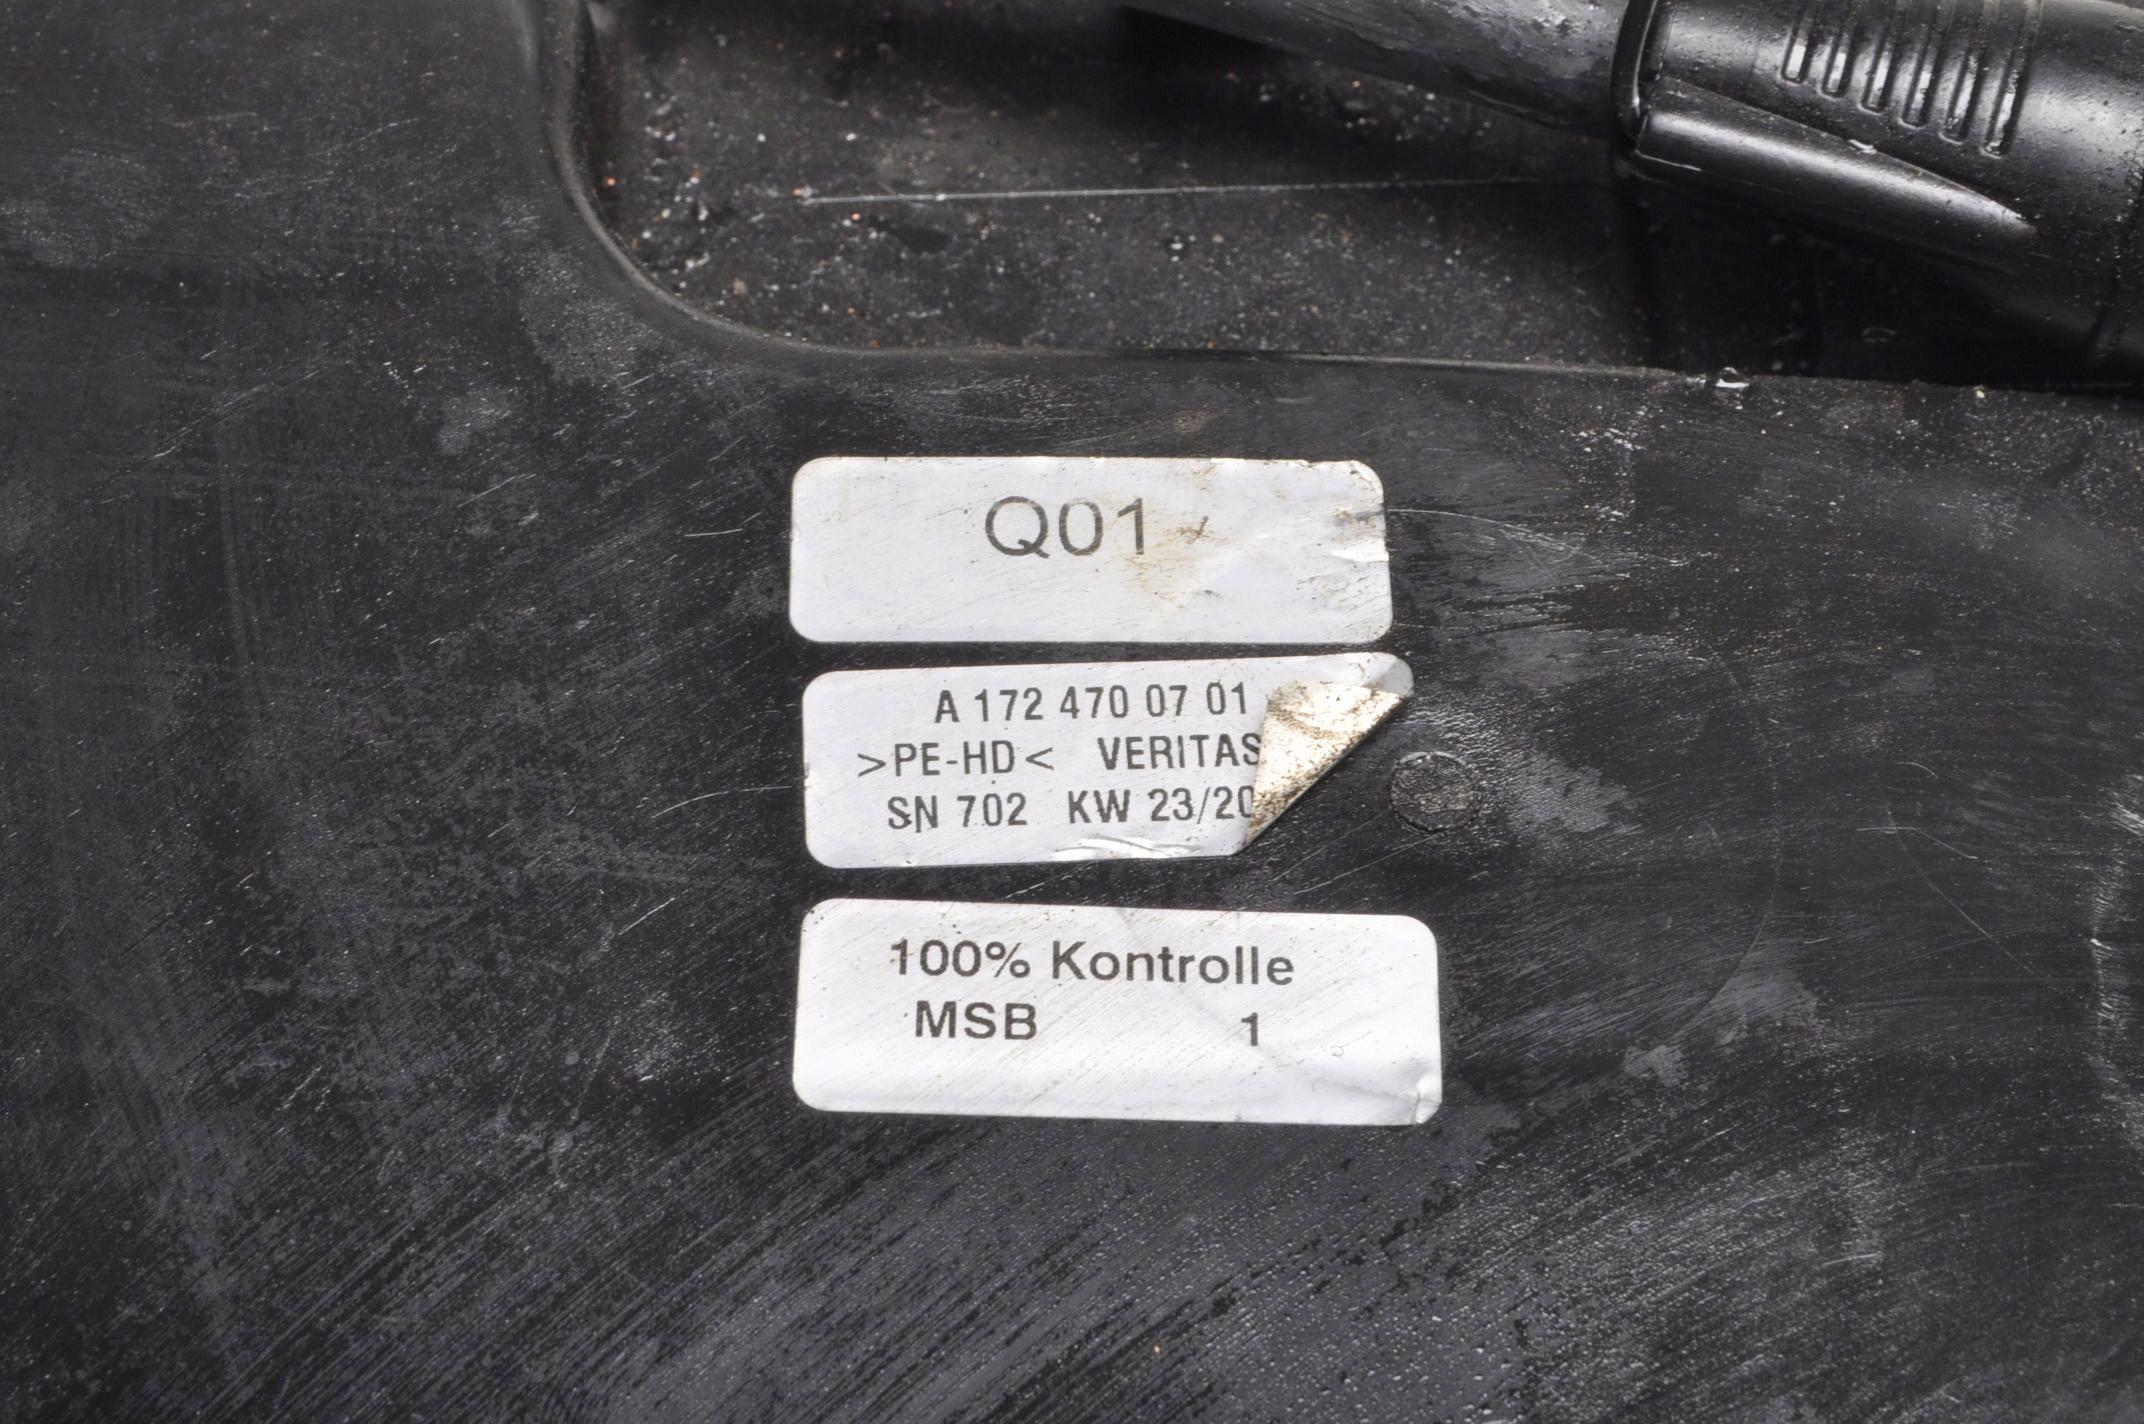 Q01
A 172 470 07 01
>PE-HD< VERITAS
SN 702 KW 23/20
100% Kontrolle
MSB 1